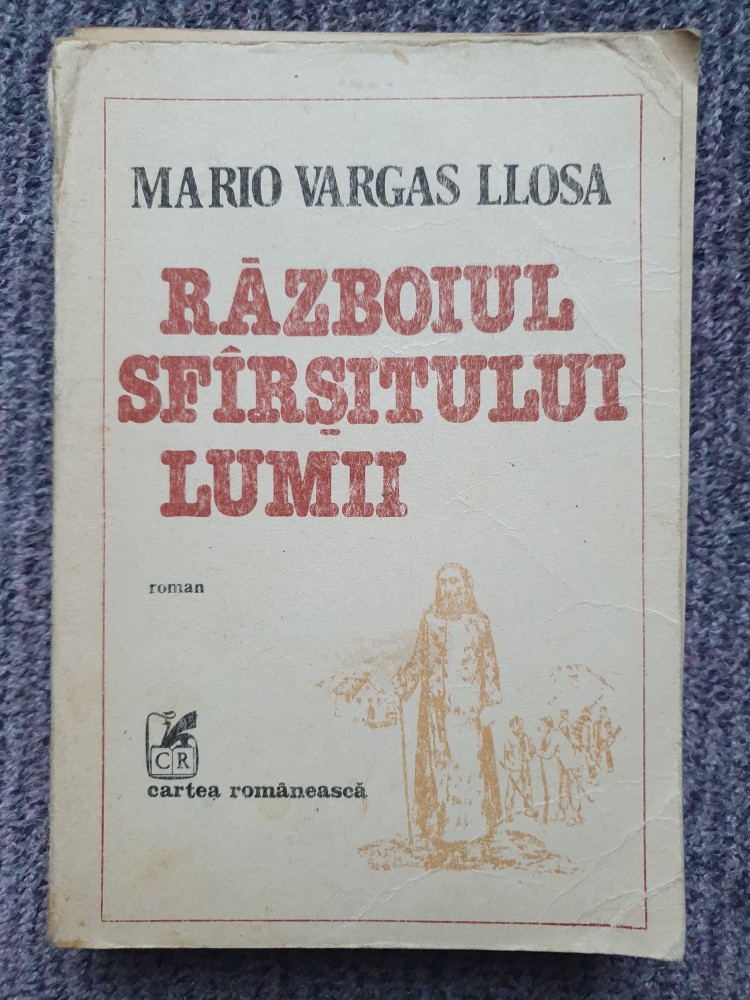 MARIO VARGAS LLOSA
RĂZBOIUL
SFÎRȘITULUI
LUMII
roman
CR
cartea românească